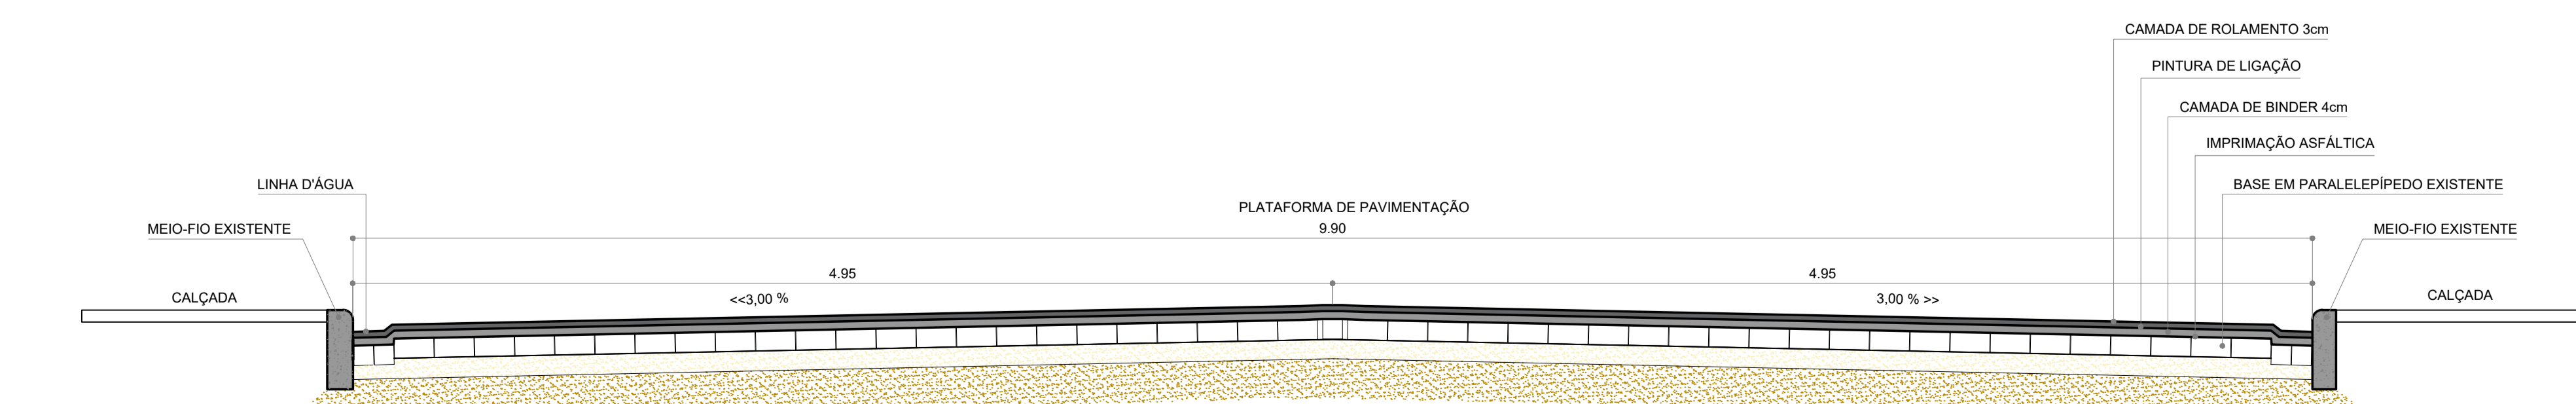 CAMADA DE ROLAMENTO 3cm
PINTURA DE LIGAÇÃO
CAMADA DE BINDER 4cm
IMPRIMAÇÃO ASFÁLTICA
LINHA D'ÁGUA
BASE EM PARALELEPÍPEDO EXISTENTE
PLATAFORMA DE PAVIMENTAÇÃO
9.90
MEIO-FIO EXISTENTE
MEIO-FIO EXISTENTE
4.95
4.95
CALÇADA
<<3,00 %
3,00 % >>
CALÇADA